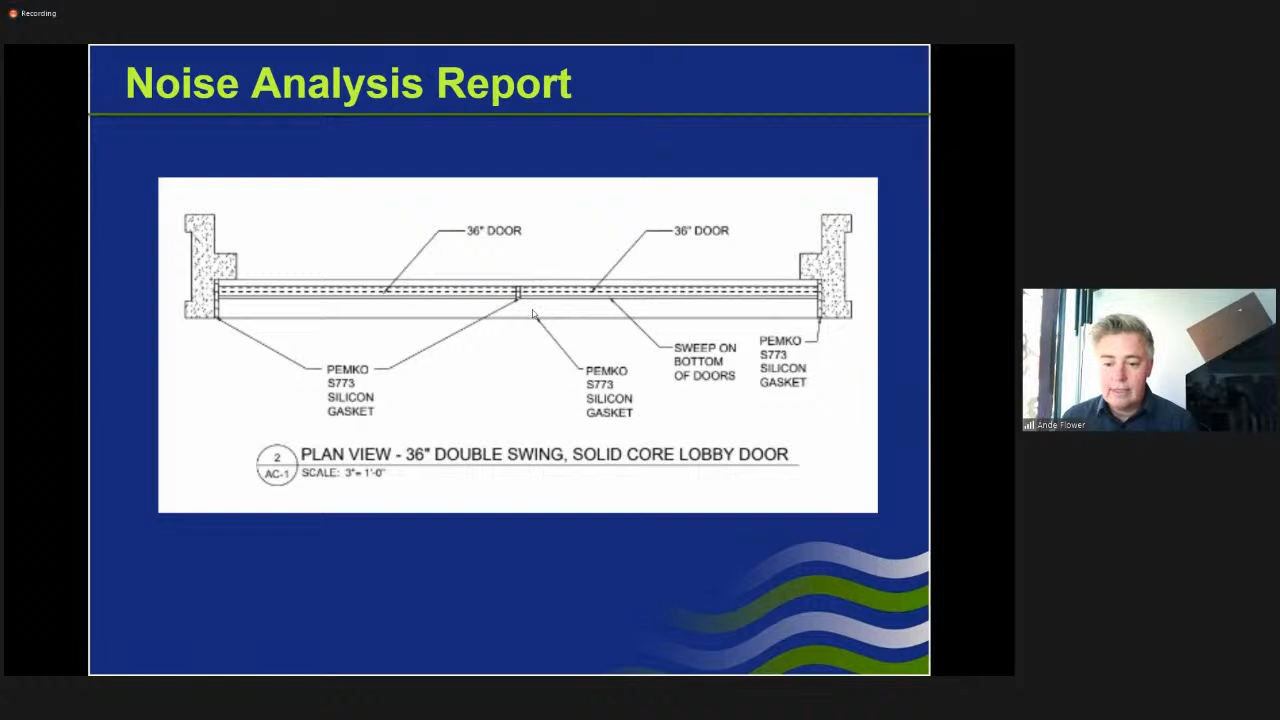 Recording
Noise Analysis Report
36" DOOR
36" DOOR
PEMKO
S773
SILICON
GASKET
PEMKO
S773
SILICON
GASKET
SWEEP ON
BOTTOM
OF DOORS
PEMKO
S773
SILICON
GASKET
2
AC-1
PLAN VIEW - 36" DOUBLE SWING, SOLID CORE LOBBY DOOR
SCALE: 3"= 1'-0"
Ande Flower